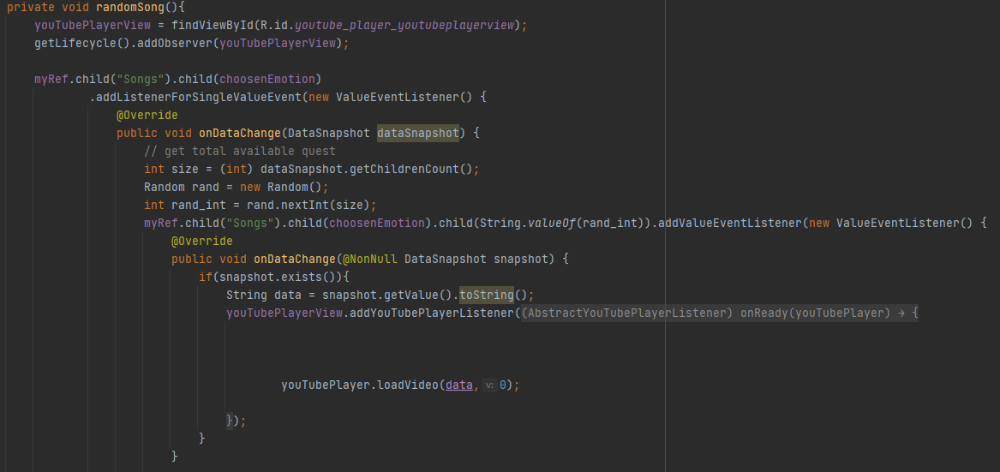 private void randomSong(){
    youTubePlayerView = findViewById(R.id.youtube_player_youtubeplayerview);
    getLifecycle().addObserver(youTubePlayerView);

    myRef.child("Songs").child(choosenEmotion)
            .addListenerForSingleValueEvent(new ValueEventListener() {
                @Override
                public void onDataChange(DataSnapshot dataSnapshot) {
                    // get total available quest
                    int size = (int) dataSnapshot.getChildrenCount();
                    Random rand = new Random();
                    int rand_int = rand.nextInt(size);
                    myRef.child("Songs").child(choosenEmotion).child(String.valueOf(rand_int)).addValueEventListener(new ValueEventListener() {
                        @Override
                        public void onDataChange(@NonNull DataSnapshot snapshot) {
                            if(snapshot.exists()){
                                String data = snapshot.getValue().toString();
                                youTubePlayerView.addYouTubePlayerListener((AbstractYouTubePlayerListener) onReady(youTubePlayer) → {
                                        youTubePlayer.loadVideo(data, v: 0);
                                });
                            }
                        }